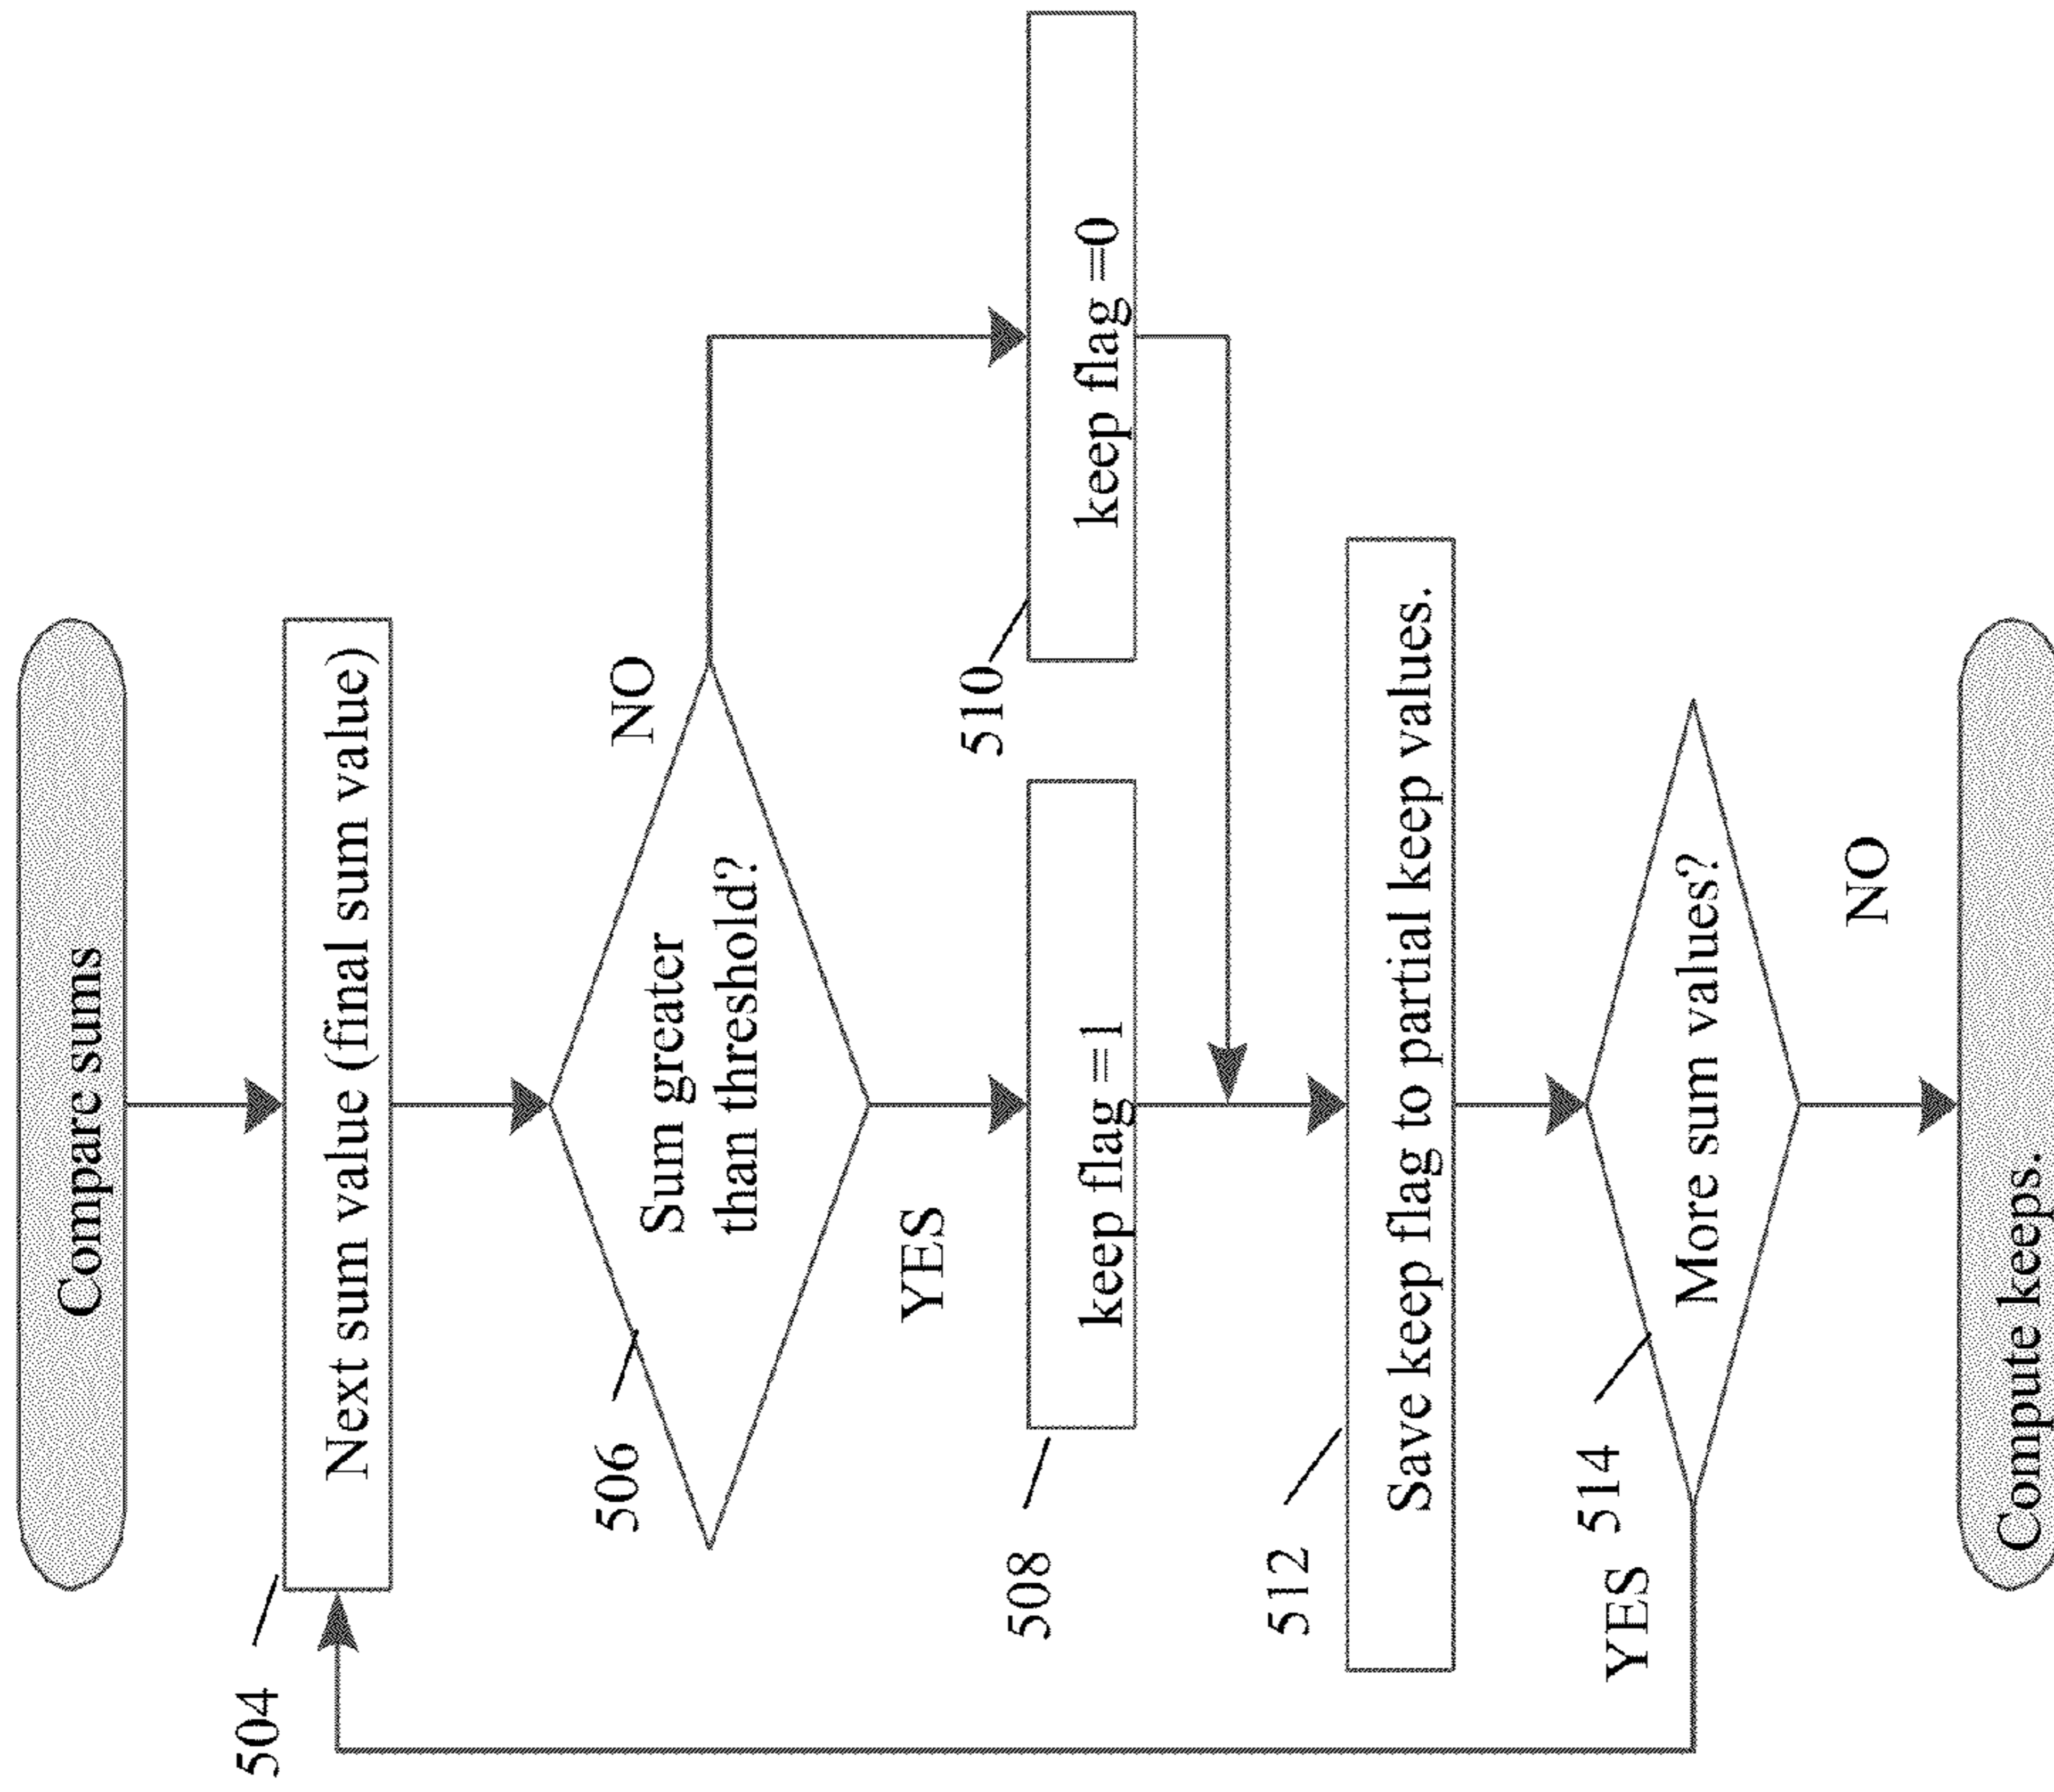 Compare sums
504
Next sum value (final sum value)
506
Sum greater
than threshold?
NO
YES
508
keep flag =1
510
keep flag =0
512
Save keep flag to partial keep values.
514
More sum values?
YES
NO
Compute keeps.